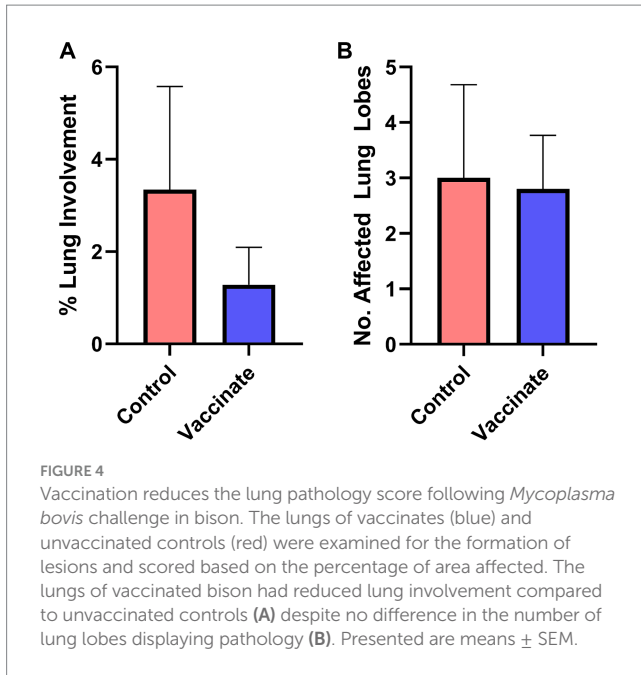 A
% Lung Involvement
6
4
2
0
Control
Vaccinate
B
No. Affected Lung Lobes
5
4
3
2
1
0
Control
Vaccinate
FIGURE 4
Vaccination reduces the lung pathology score following Mycoplasma
bovis challenge in bison. The lungs of vaccinates (blue) and
unvaccinated controls (red) were examined for the formation of
lesions and scored based on the percentage of area affected. The
lungs of vaccinated bison had reduced lung involvement compared
to unvaccinated controls (A) despite no difference in the number of
lung lobes displaying pathology (B). Presented are means ± SEM.